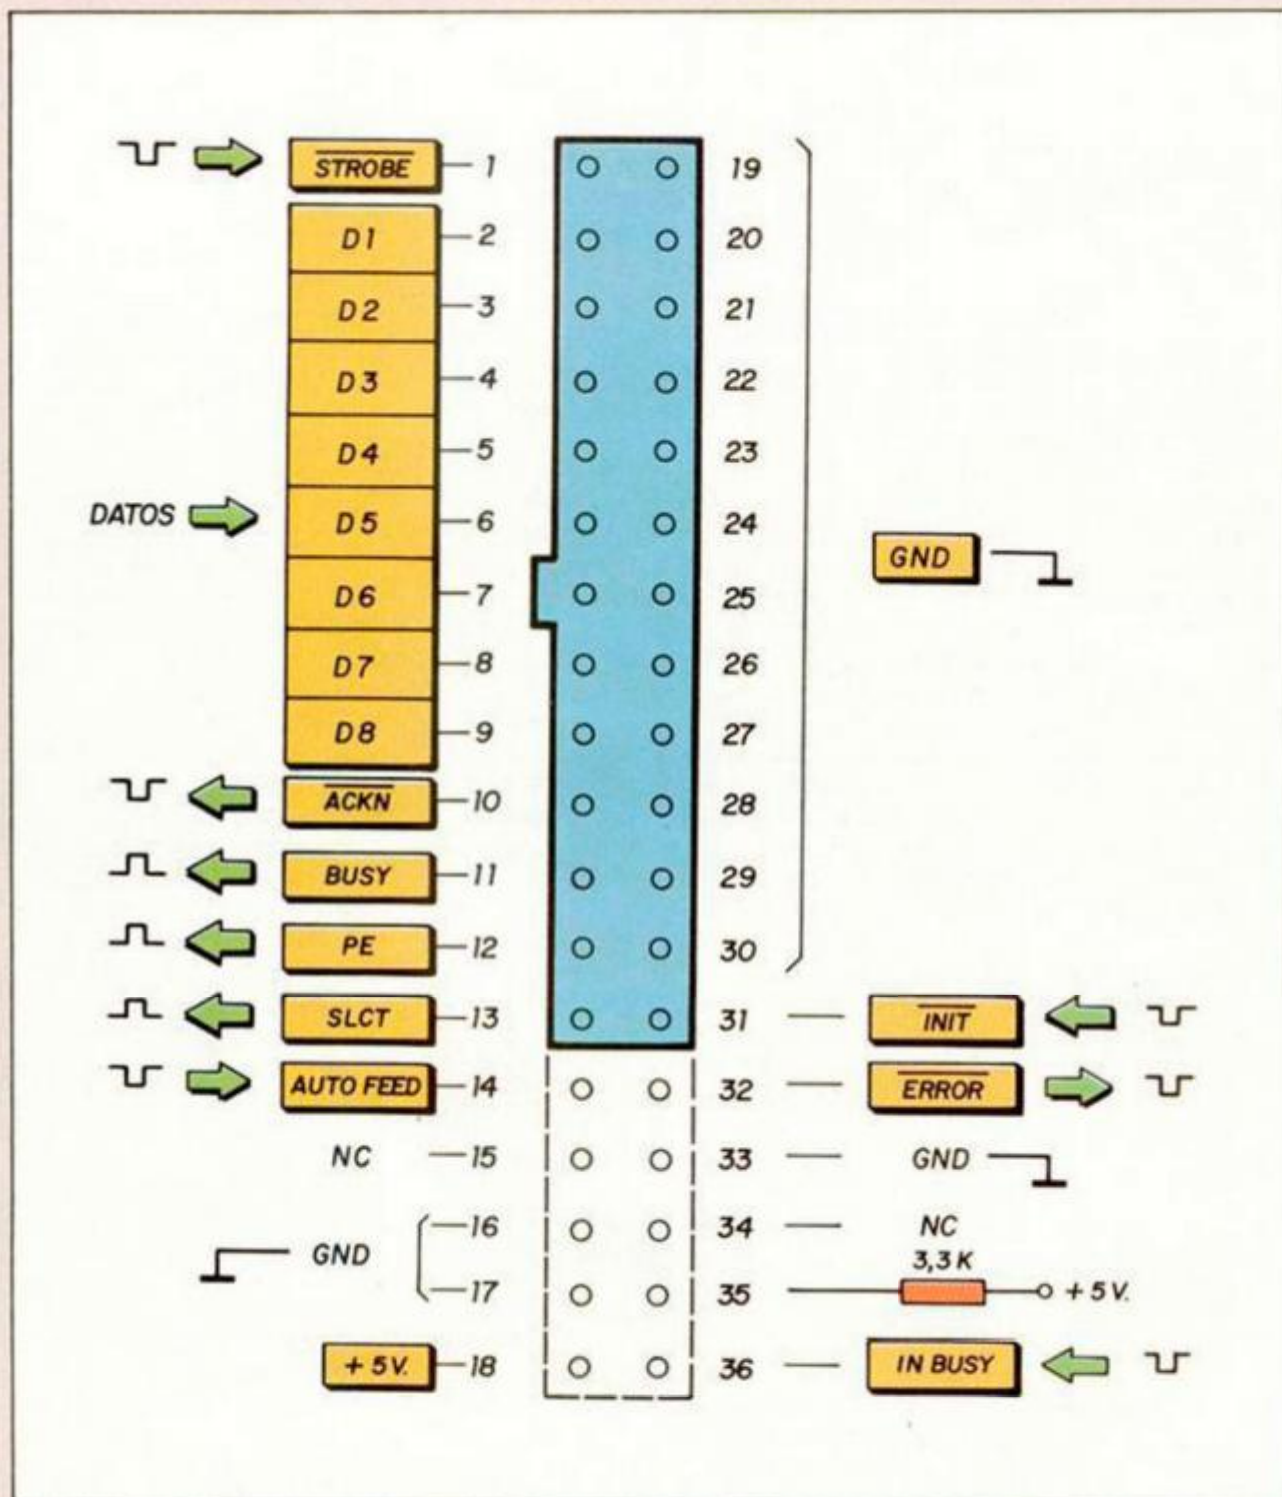 STROBE 1 19
D1 2 20
D2 3 21
D3 4 22
D4 5 23
DATOS D5 6 24
GND
D6 7 25
D7 8 26
D8 9 27
ACKN 10 28
BUSY 11 29
PE 12 30
SLCT 13 31 INIT
AUTO FEED 14 32 ERROR
NC 15 33 GND
16 34 NC
GND
3,3 K
17 35 + 5 V.
+ 5 V. 18 36 IN BUSY